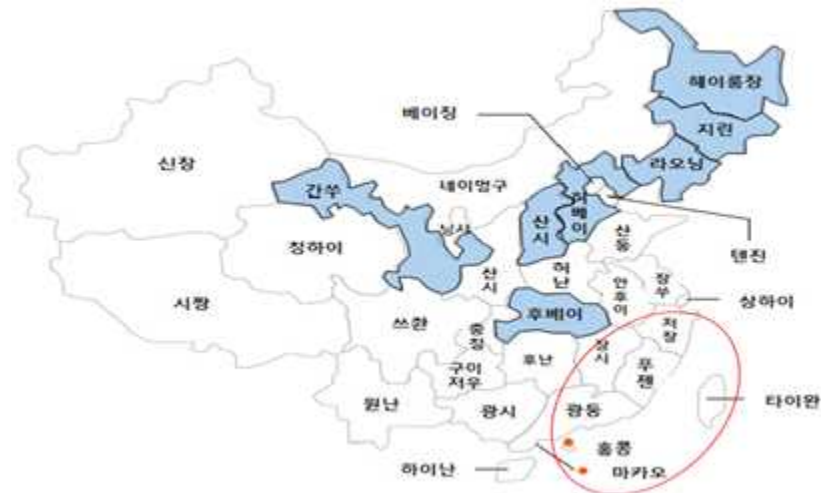 헤이룽장
베이징
지린
신장
라오닝
네이멍구
간쑤
허베이
닝샤
산시
산동
칭하이
텐진
산시
허난
장쑤
안후이
시짱
상하이
후베이
쓰촨
충칭
저장
장시
후난
푸젠
구이저우
타이완
윈난
광시
광동
홍콩
하이난
마카오